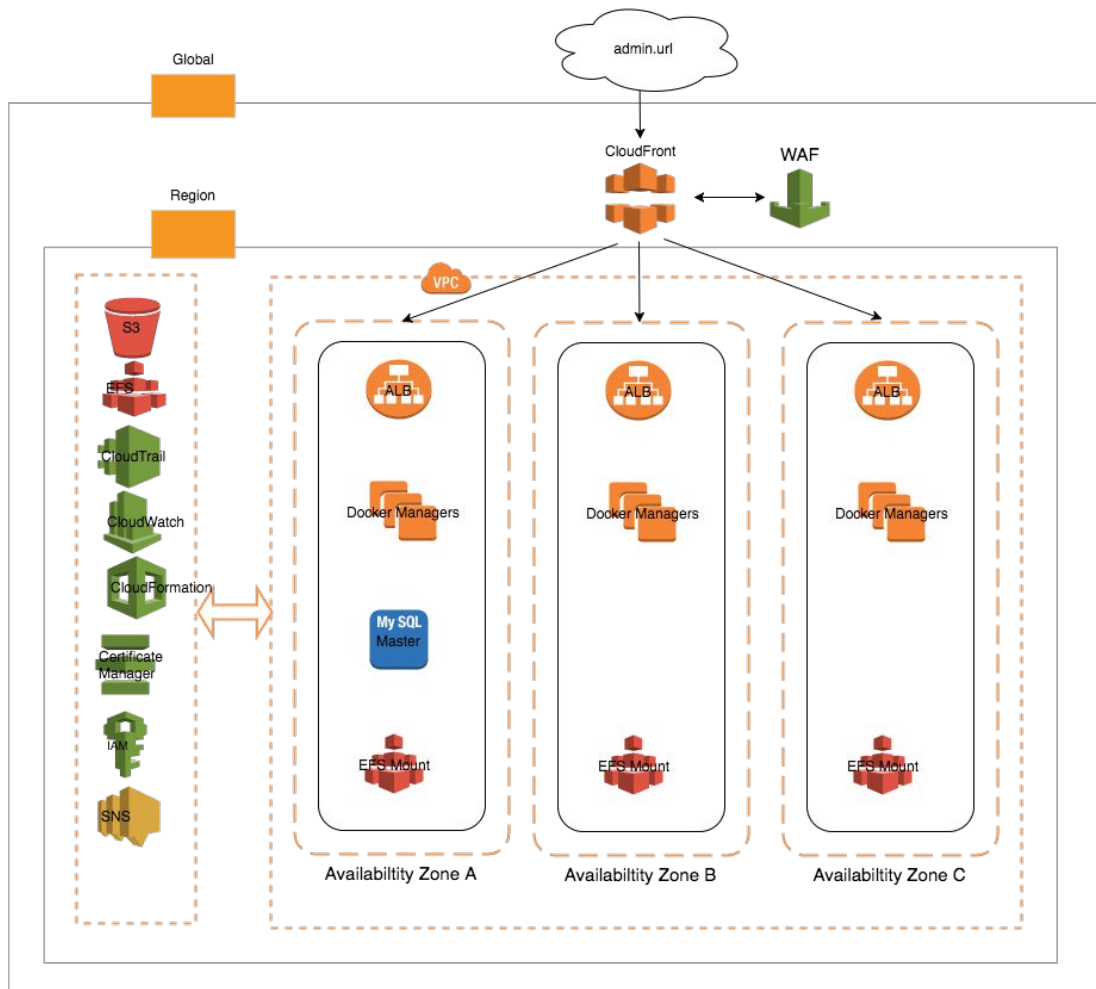 admin.url
Global
CloudFront
WAF
Region
VPC
S3
EFS
CloudTrail
CloudWatch
CloudFormation
Certificate
Manager
IAM
SNS
ALB
Docker Managers
My SQL
Master
EFS Mount
Availabiltity Zone A
ALB
Docker Managers
EFS Mount
Availabiltity Zone B
ALB
Docker Managers
EFS Mount
Availabiltity Zone C